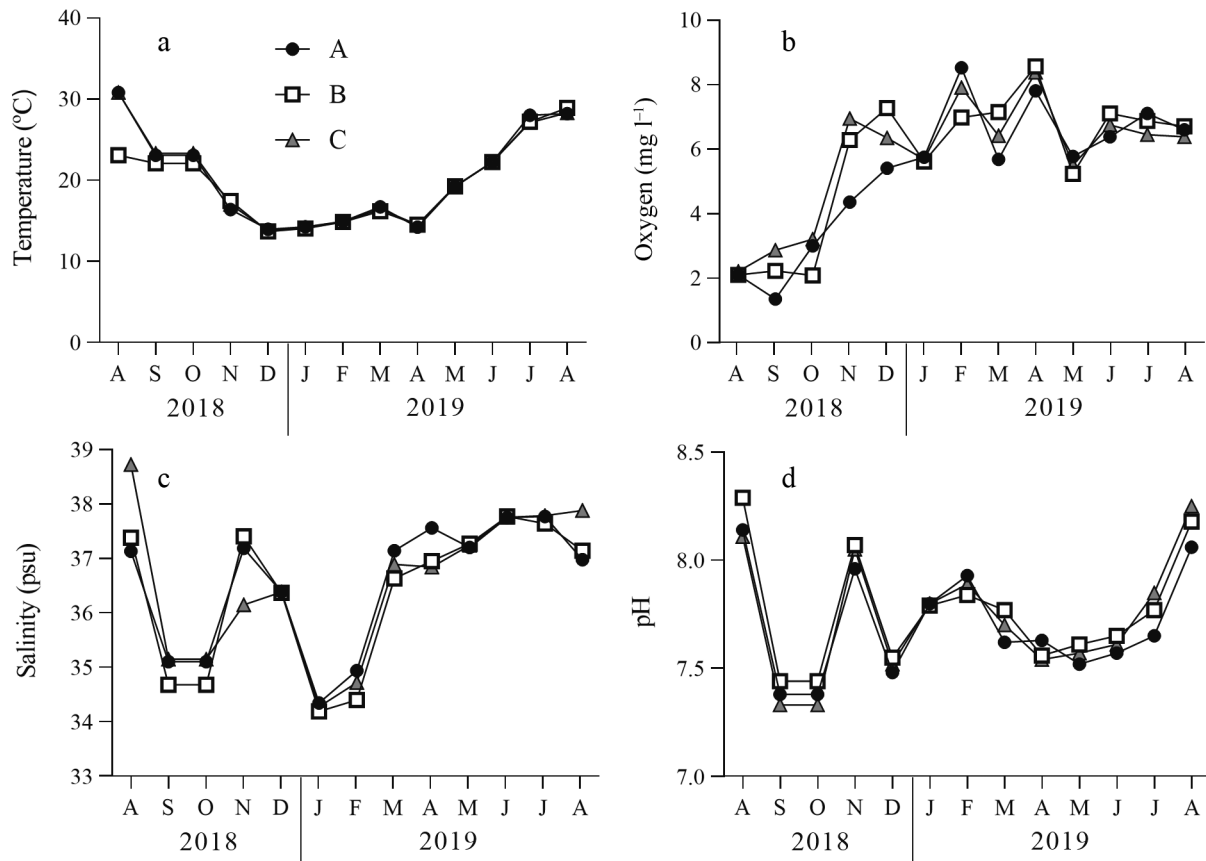 a
A
B
C
Temperature (ºC)
40
30
20
10
0
A S O N D J F M A M J J A
2018 2019
b
Oxygen (mg l⁻¹)
10
8
6
4
2
0
A S O N D J F M A M J J A
2018 2019
c
Salinity (psu)
39
38
37
36
35
34
33
A S O N D J F M A M J J A
2018 2019
d
pH
8.5
8.0
7.5
7.0
A S O N D J F M A M J J A
2018 2019